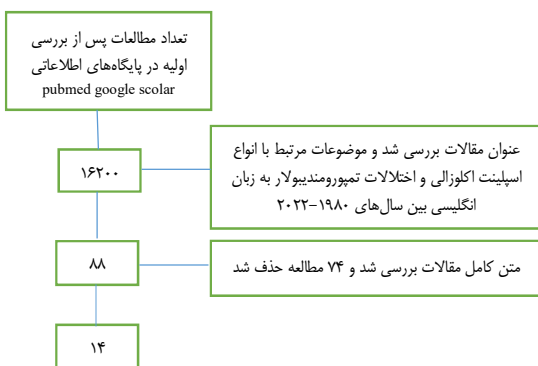 تعداد مطالعات پس از بررسی
اولیه در پایگاه‌های اطلاعاتی
pubmed google scolar
۱۶۲۰۰
عنوان مقالات بررسی شد و موضوعات مرتبط با انواع
اسپلینت اکلوزالی و اختلالات تمپورومندیبولار به زبان
انگلیسی بین سال‌های ۱۹۸۰-۲۰۲۲
۸۸
متن کامل مقالات بررسی شد و ۷۴ مطالعه حذف شد
۱۴